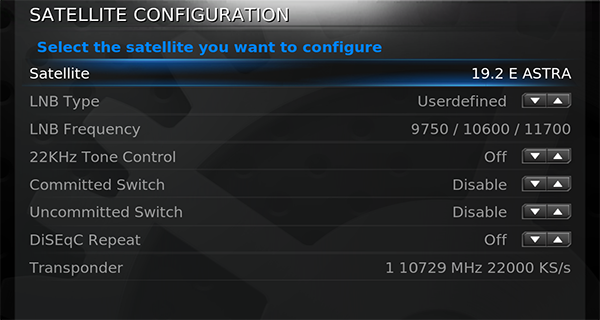 SATELLITE CONFIGURATION
Select the satellite you want to configure
Satellite 19.2 E ASTRA
LNB Type Userdefined
LNB Frequency 9750 / 10600 / 11700
22KHz Tone Control Off
Committed Switch Disable
Uncommitted Switch Disable
DiSEqC Repeat Off
Transponder 1 10729 MHz 22000 KS/s